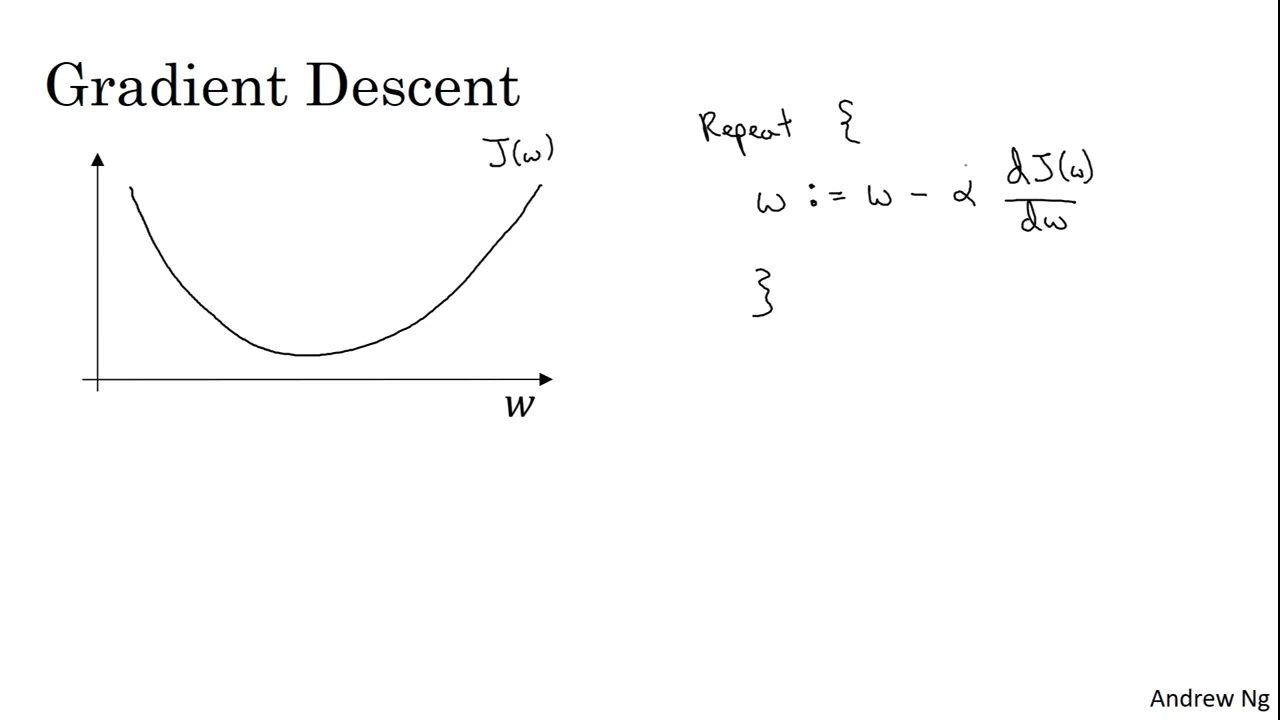 Gradient Descent
J(w)
w
Repeat {
w := w - α dJ(w)/dw
}
Andrew Ng